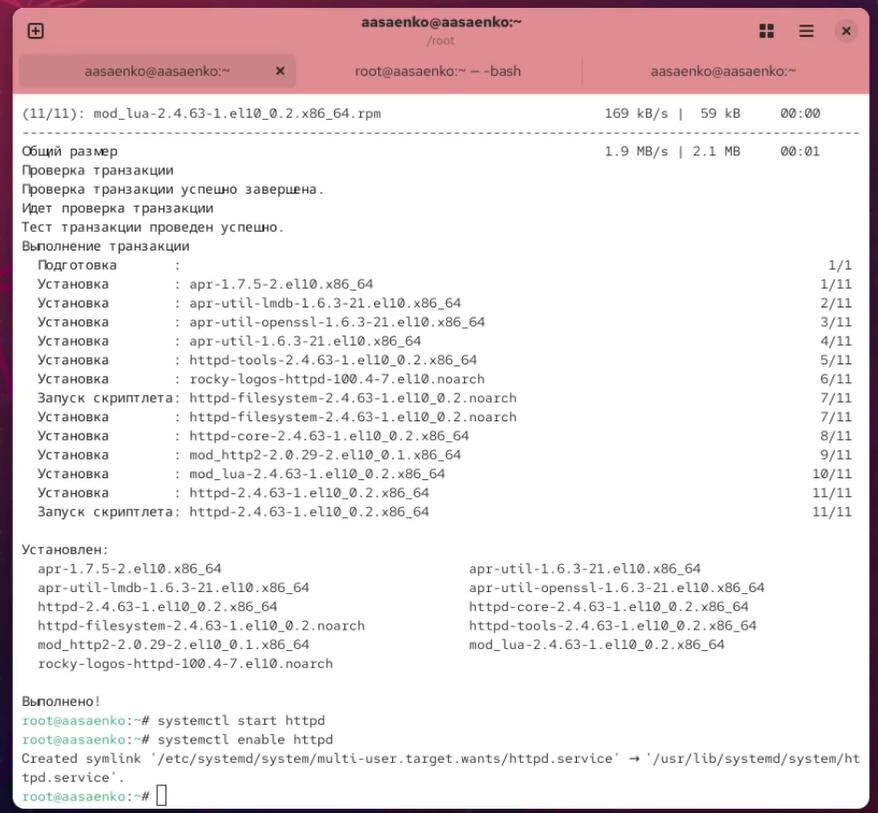 aasaenko@aasaenko:~
/root
aasaenko@aasaenko:~ root@aasaenko:~ — -bash aasaenko@aasaenko:~
(11/11): mod_lua-2.4.63-1.el10_0.2.x86_64.rpm 169 kB/s | 59 kB 00:00
--------------------------------------------------------------------------------
Общий размер 1.9 MB/s | 2.1 MB 00:01
Проверка транзакции
Проверка транзакции успешно завершена.
Идет проверка транзакции
Тест транзакции проведен успешно.
Выполнение транзакции
Подготовка : 1/1
Установка : apr-1.7.5-2.el10.x86_64 1/11
Установка : apr-util-lmdb-1.6.3-21.el10.x86_64 2/11
Установка : apr-util-openssl-1.6.3-21.el10.x86_64 3/11
Установка : apr-util-1.6.3-21.el10.x86_64 4/11
Установка : httpd-tools-2.4.63-1.el10_0.2.x86_64 5/11
Установка : rocky-logos-httpd-100.4-7.el10.noarch 6/11
Запуск скриптлета: httpd-filesystem-2.4.63-1.el10_0.2.noarch 7/11
Установка : httpd-filesystem-2.4.63-1.el10_0.2.noarch 7/11
Установка : httpd-core-2.4.63-1.el10_0.2.x86_64 8/11
Установка : mod_http2-2.0.29-2.el10_0.1.x86_64 9/11
Установка : mod_lua-2.4.63-1.el10_0.2.x86_64 10/11
Установка : httpd-2.4.63-1.el10_0.2.x86_64 11/11
Запуск скриптлета: httpd-2.4.63-1.el10_0.2.x86_64 11/11
Установлен:
apr-1.7.5-2.el10.x86_64 apr-util-1.6.3-21.el10.x86_64
apr-util-lmdb-1.6.3-21.el10.x86_64 apr-util-openssl-1.6.3-21.el10.x86_64
httpd-2.4.63-1.el10_0.2.x86_64 httpd-core-2.4.63-1.el10_0.2.x86_64
httpd-filesystem-2.4.63-1.el10_0.2.noarch httpd-tools-2.4.63-1.el10_0.2.x86_64
mod_http2-2.0.29-2.el10_0.1.x86_64 mod_lua-2.4.63-1.el10_0.2.x86_64
rocky-logos-httpd-100.4-7.el10.noarch
Выполнено!
root@aasaenko:~# systemctl start httpd
root@aasaenko:~# systemctl enable httpd
Created symlink '/etc/systemd/system/multi-user.target.wants/httpd.service' → '/usr/lib/systemd/system/ht
tpd.service'.
root@aasaenko:~#